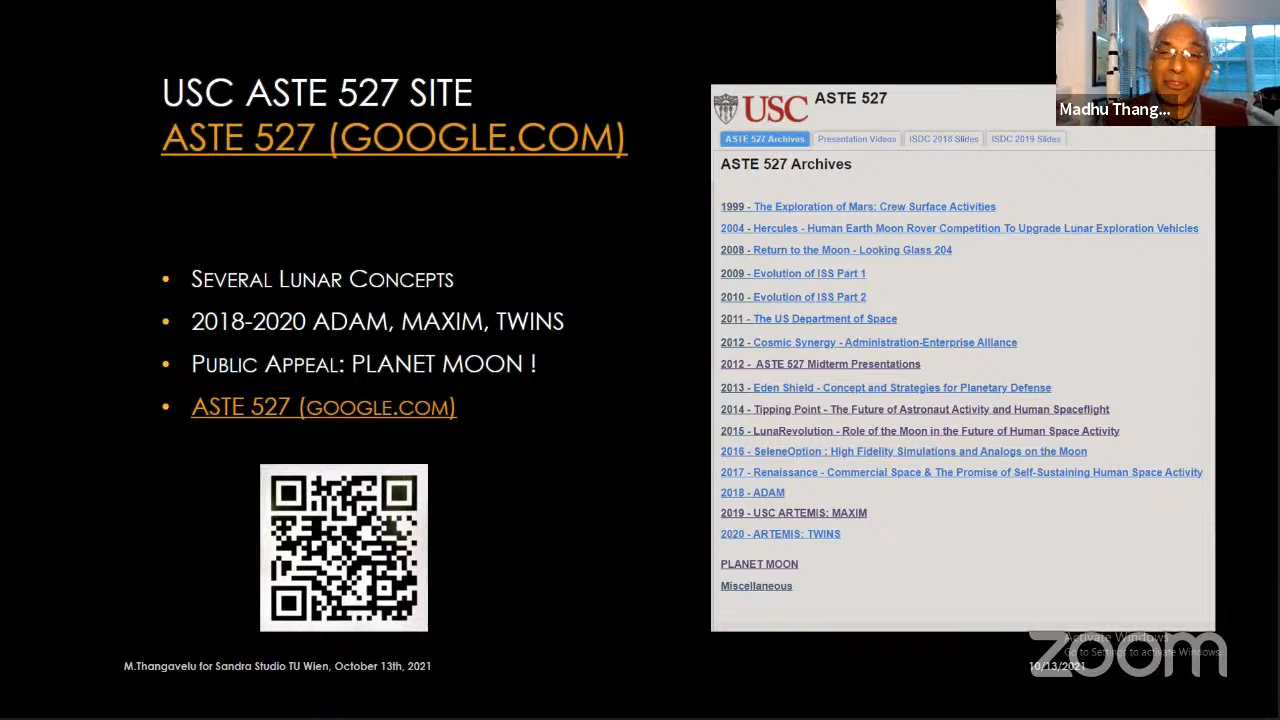 USC ASTE 527 SITE
ASTE 527 (GOOGLE.COM)
• SEVERAL LUNAR CONCEPTS
• 2018-2020 ADAM, MAXIM, TWINS
• PUBLIC APPEAL: PLANET MOON !
• ASTE 527 (GOOGLE.COM)
M.Thangavelu for Sandra Studio TU Wien, October 13th, 2021
USC ASTE 527
ASTE 527 Archives Presentation Videos ISDC 2018 Slides ISDC 2019 Slides
ASTE 527 Archives
1999 - The Exploration of Mars: Crew Surface Activities
2004 - Hercules - Human Earth Moon Rover Competition To Upgrade Lunar Exploration Vehicles
2008 - Return to the Moon - Looking Glass 204
2009 - Evolution of ISS Part 1
2010 - Evolution of ISS Part 2
2011 - The US Department of Space
2012 - Cosmic Synergy - Administration-Enterprise Alliance
2012 - ASTE 527 Midterm Presentations
2013 - Eden Shield - Concept and Strategies for Planetary Defense
2014 - Tipping Point - The Future of Astronaut Activity and Human Spaceflight
2015 - LunaRevolution - Role of the Moon in the Future of Human Space Activity
2016 - SeleneOption : High Fidelity Simulations and Analogs on the Moon
2017 - Renaissance - Commercial Space & The Promise of Self-Sustaining Human Space Activity
2018 - ADAM
2019 - USC ARTEMIS: MAXIM
2020 - ARTEMIS: TWINS
PLANET MOON
Miscellaneous
Madhu Thang...
Activate Windows
Go to Settings to activate Windows.
zoom
10/13/2021